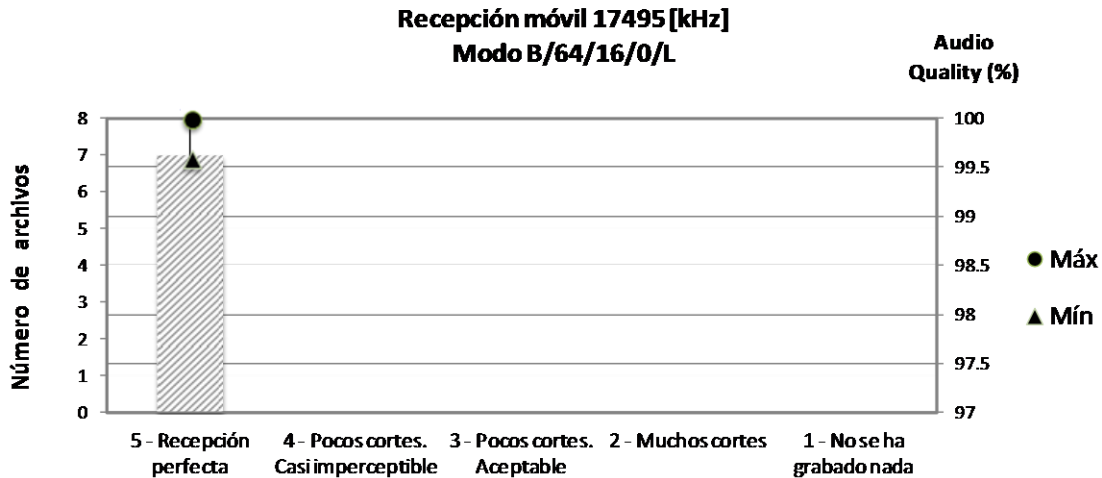 Recepción móvil 17495 [kHz]
Modo B/64/16/0/L
Audio
Quality (%)
Número de archivos
8
7
6
5
4
3
2
1
0
100
99.5
99
98.5
98
97.5
97
Máx
Mín
5 - Recepción
perfecta
4 - Pocos cortes.
Casi imperceptible
3 - Pocos cortes.
Aceptable
2 - Muchos cortes
1 - No se ha
grabado nada